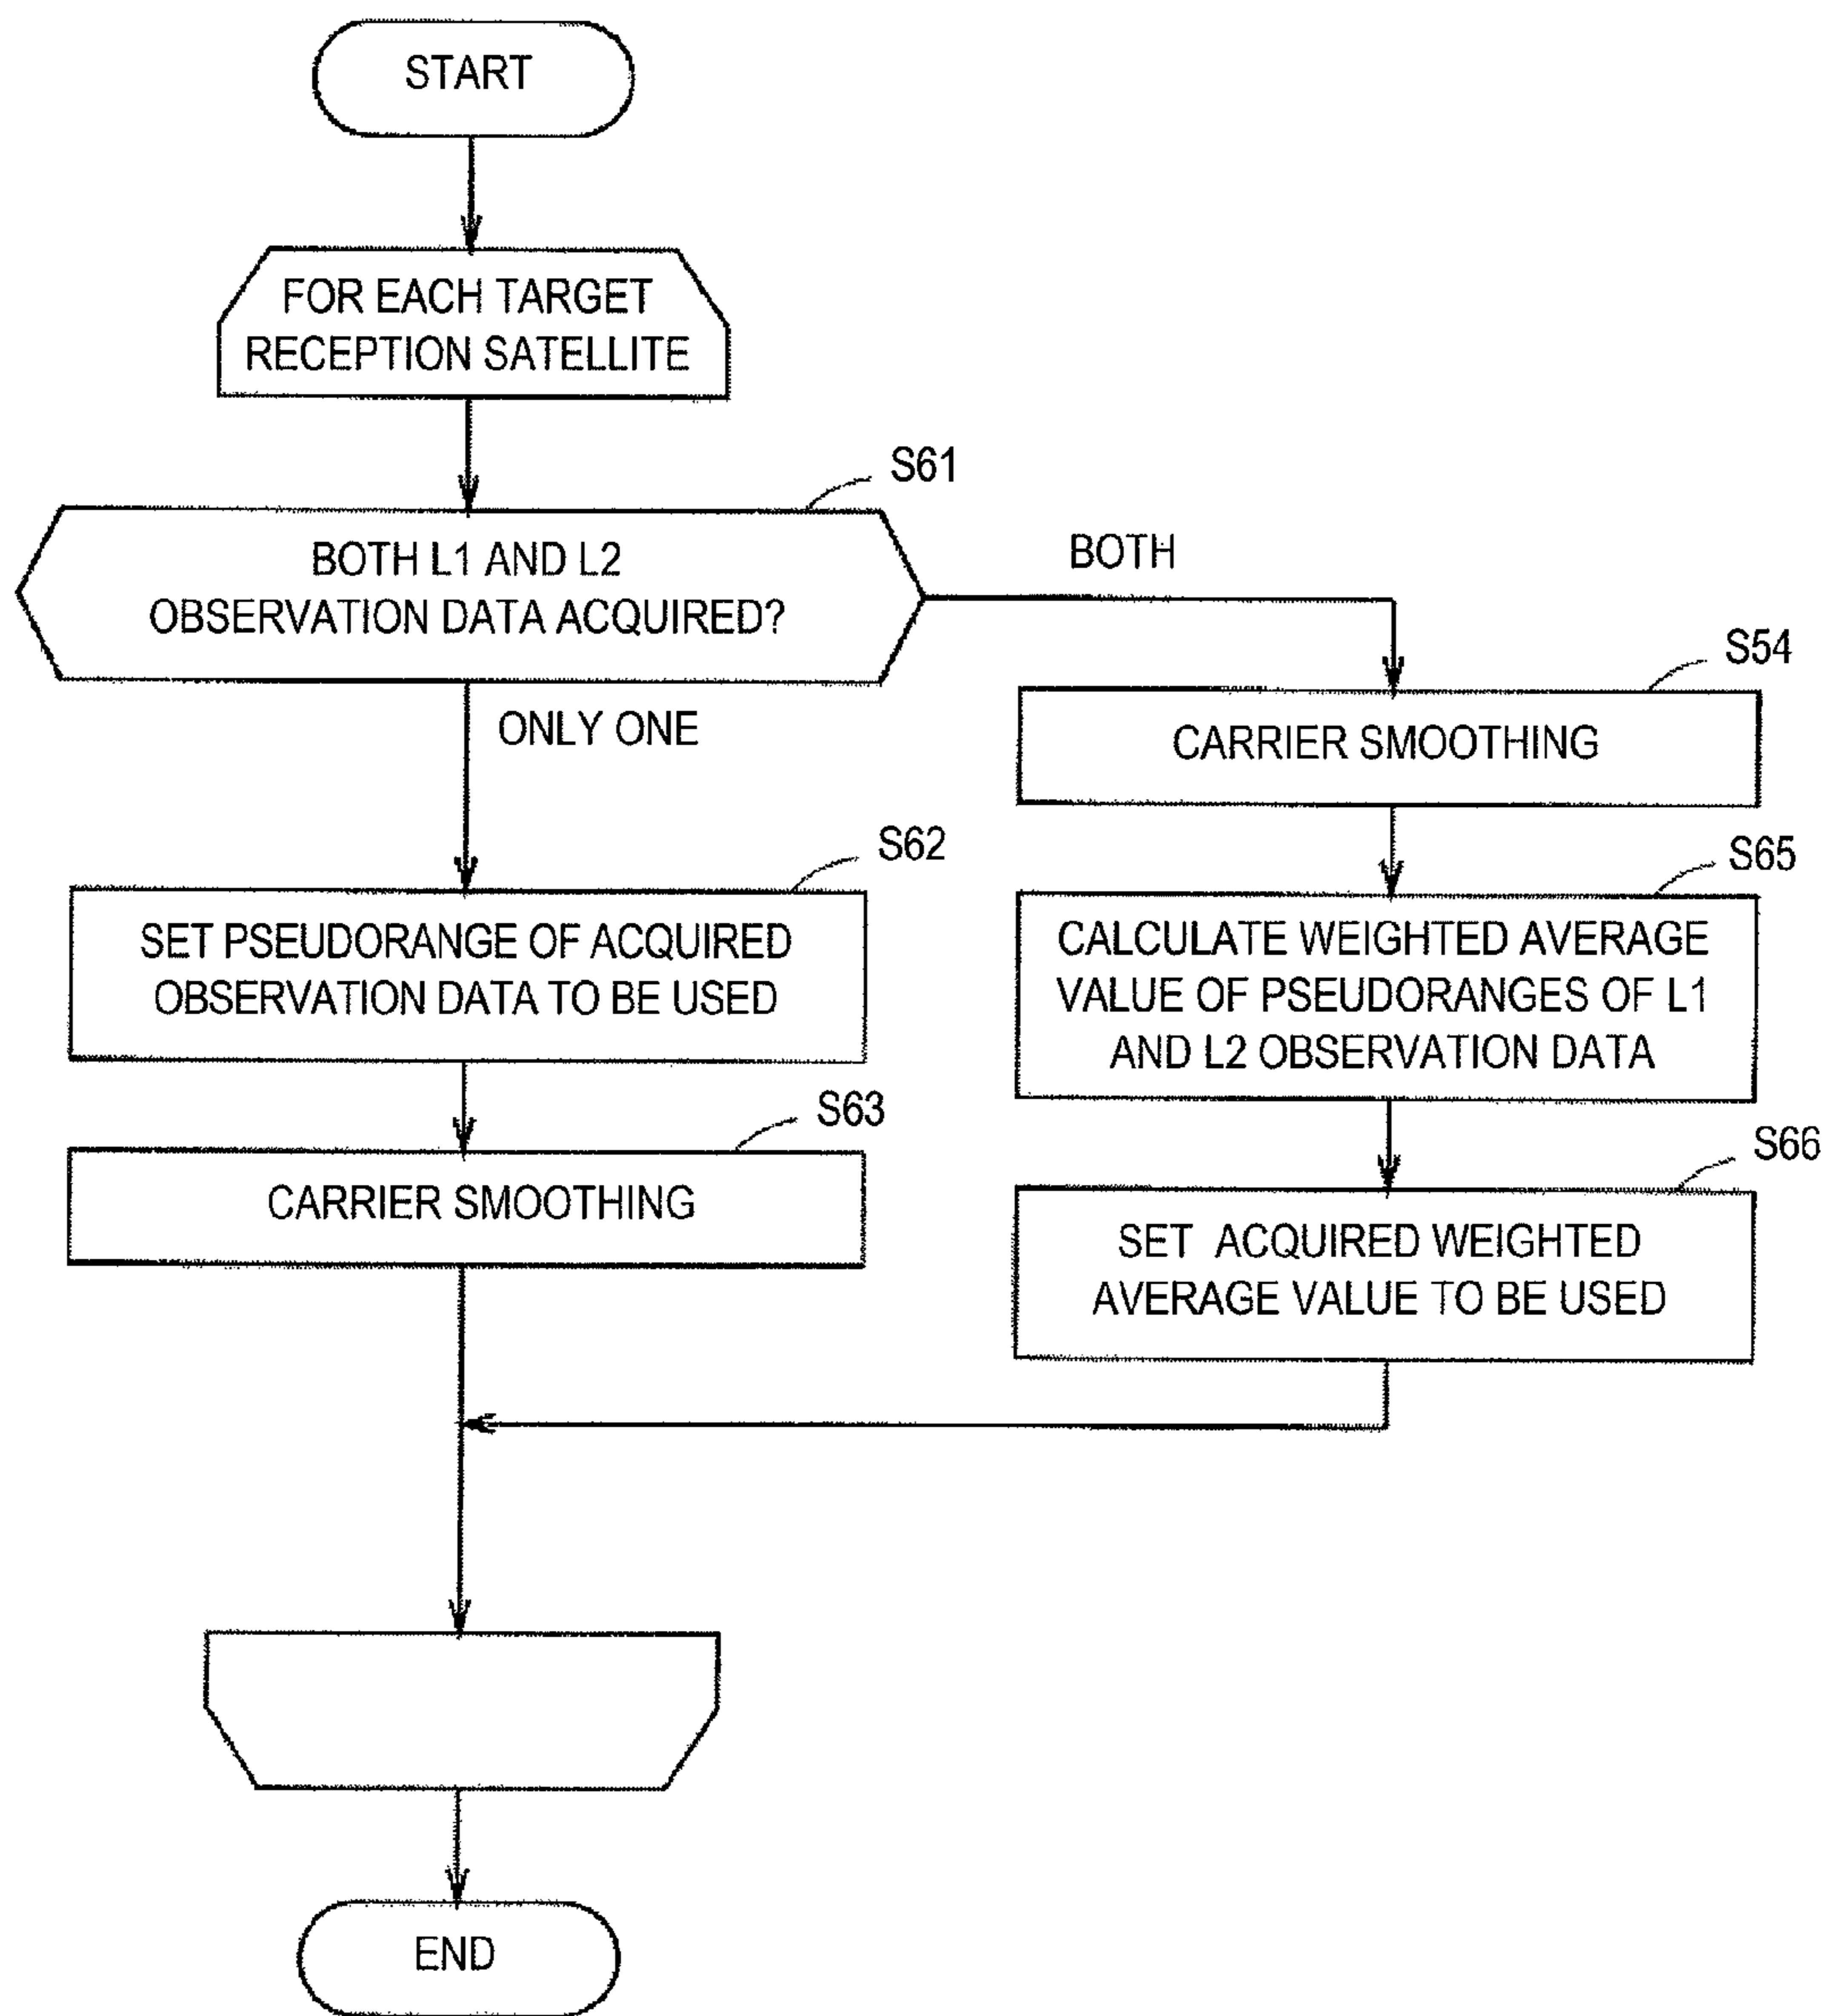 START
FOR EACH TARGET
RECEPTION SATELLITE
S61
BOTH L1 AND L2
OBSERVATION DATA ACQUIRED?
BOTH
ONLY ONE
S54
CARRIER SMOOTHING
S62
SET PSEUDORANGE OF ACQUIRED
OBSERVATION DATA TO BE USED
S65
CALCULATE WEIGHTED AVERAGE
VALUE OF PSEUDORANGES OF L1
AND L2 OBSERVATION DATA
S63
CARRIER SMOOTHING
S66
SET ACQUIRED WEIGHTED
AVERAGE VALUE TO BE USED
END